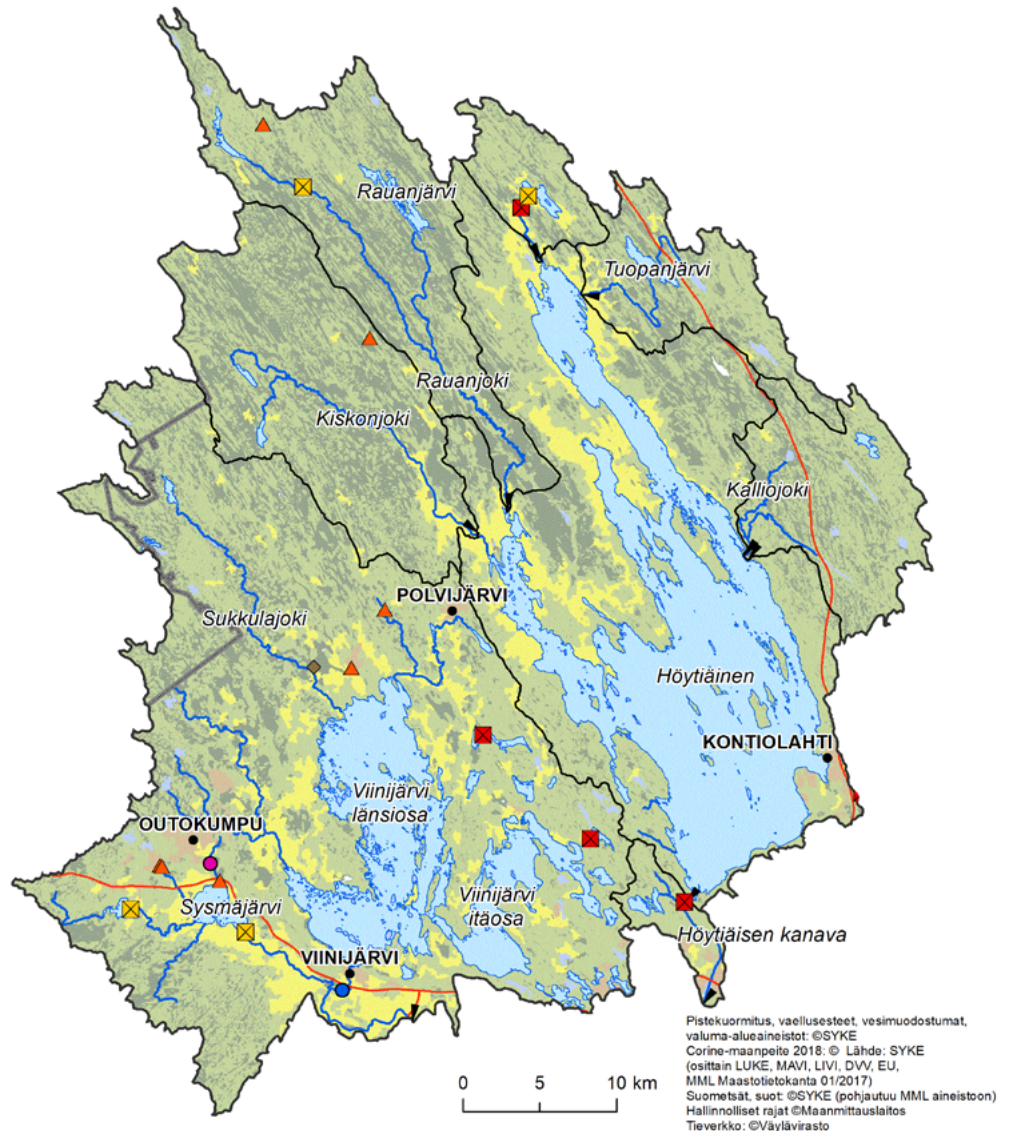 Rauanjärvi
Tuopanjärvi
Rauanjoki
Kiskonjoki
Kalliojoki
POLVIJÄRVI
Sukkulajoki
Höytiäinen
KONTIOLAHTI
Viinijärvi
länsiosa
OUTOKUMPU
Viinijärvi
itäosa
Sysmäjärvi
Höytiäisen kanava
VIINIJÄRVI
Pistekuormitus, vaellusesteet, vesimuodostumat,
valuma-alueaineistot: ©SYKE
Corine-maanpeite 2018: © Lähde: SYKE
(osittain LUKE, MAVI, LIVI, DVV, EU,
MML Maastotietokanta 01/2017)
Suometsät, suot: ©SYKE (pohjautuu MML aineistoon)
Hallinnolliset rajat ©Maanmittauslaitos
Tieverkko: ©Väylävirasto
0 5 10 km